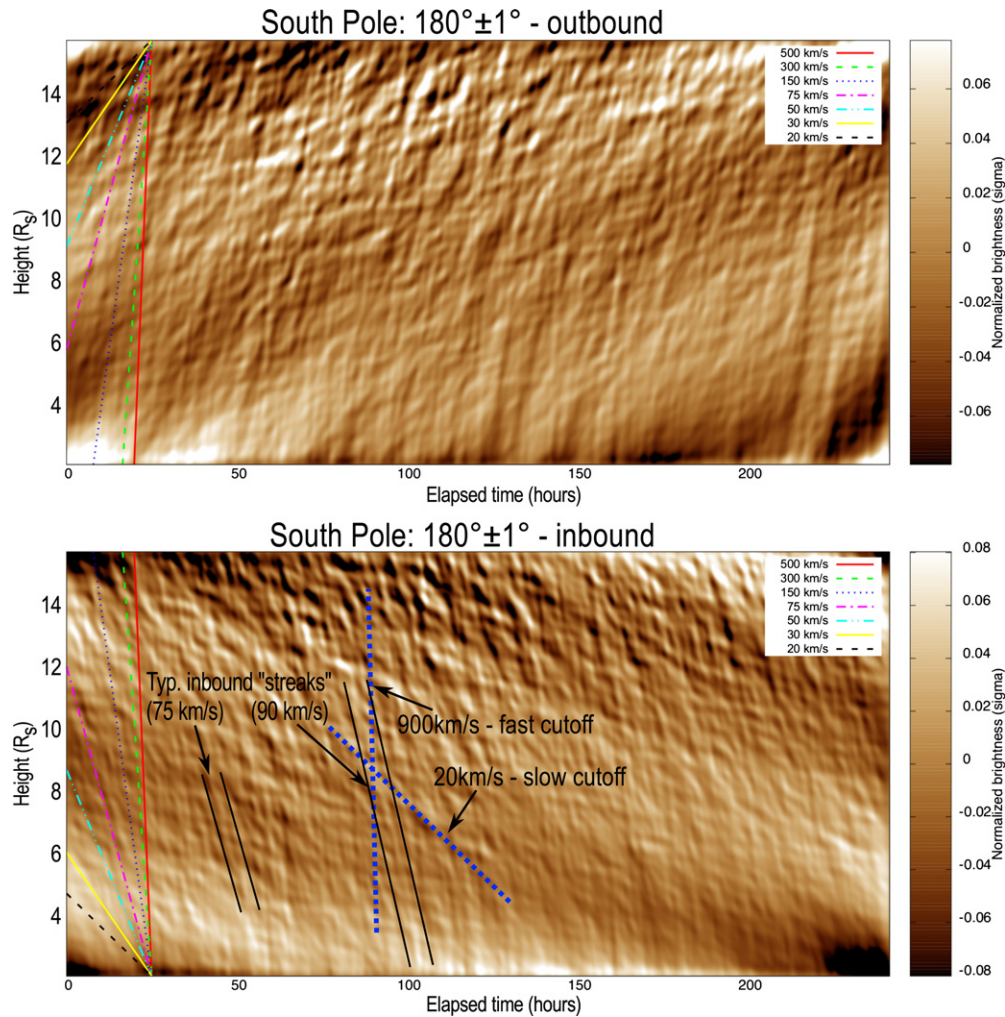 South Pole: 180°±1° - outbound
500 km/s
300 km/s
150 km/s
75 km/s
50 km/s
30 km/s
20 km/s
14
12
10
8
6
4
Height (Rs)
50
100
150
200
0
Elapsed time (hours)
0.06
0.04
0.02
0
-0.02
-0.04
-0.06
Normalized brightness (sigma)
South Pole: 180°±1° - inbound
500 km/s
300 km/s
150 km/s
75 km/s
50 km/s
30 km/s
20 km/s
14
12
10
8
6
4
Height (Rs)
Typ. inbound "streaks"
(75 km/s) (90 km/s)
900km/s - fast cutoff
20km/s - slow cutoff
0
50
100
150
200
Elapsed time (hours)
0.08
0.06
0.04
0.02
0
-0.02
-0.04
-0.06
-0.08
Normalized brightness (sigma)